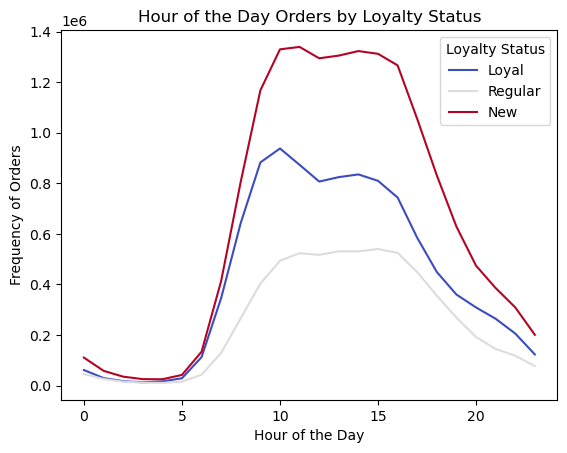 Hour of the Day Orders by Loyalty Status
1e6
Loyalty Status
Loyal
Regular
New
1.4
1.2
1.0
0.8
0.6
0.4
0.2
0.0
Frequency of Orders
0 5 10 15 20
Hour of the Day